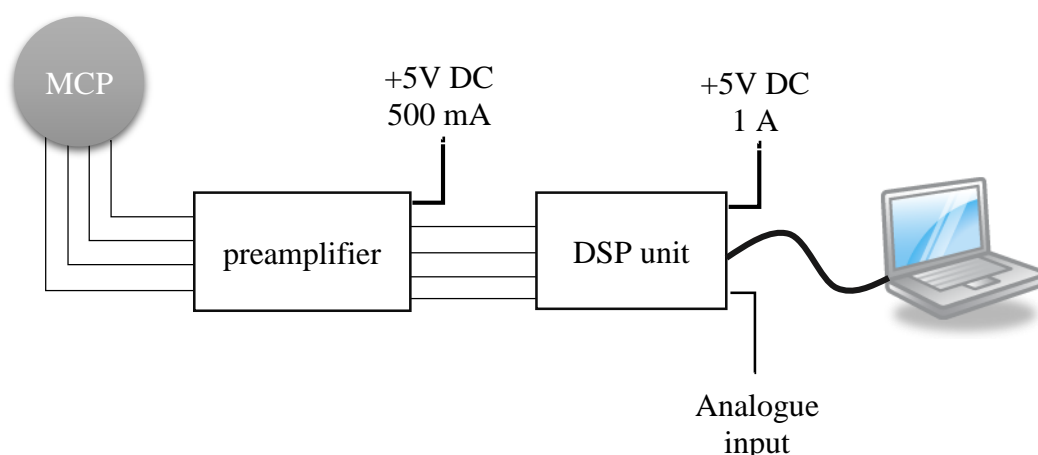 MCP
+5V DC
500 mA
+5V DC
1 A
preamplifier
DSP unit
Analogue
input